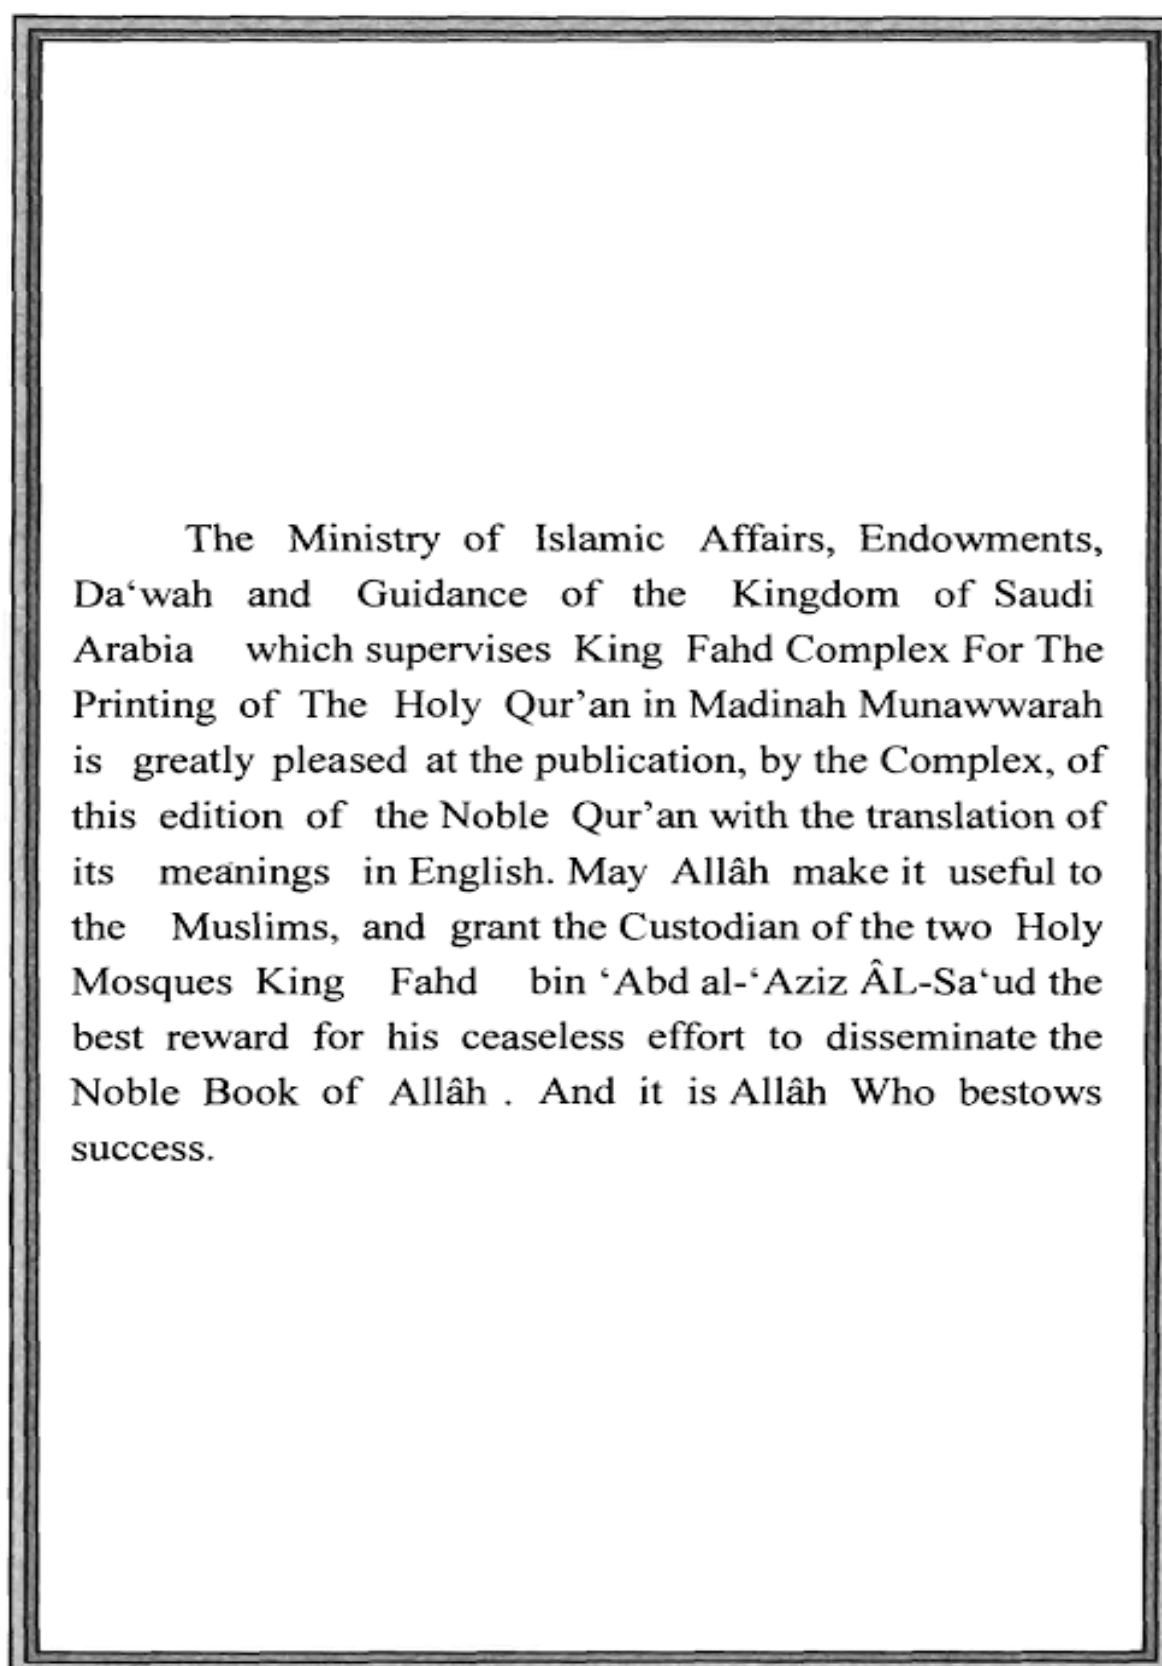 The Ministry of Islamic Affairs, Endowments,
Da‘wah and Guidance of the Kingdom of Saudi
Arabia which supervises King Fahd Complex For The
Printing of The Holy Qur’an in Madinah Munawwarah
is greatly pleased at the publication, by the Complex, of
this edition of the Noble Qur’an with the translation of
its meanings in English. May Allâh make it useful to
the Muslims, and grant the Custodian of the two Holy
Mosques King Fahd bin ‘Abd al-‘Aziz ÂL-Sa‘ud the
best reward for his ceaseless effort to disseminate the
Noble Book of Allâh . And it is Allâh Who bestows
success.